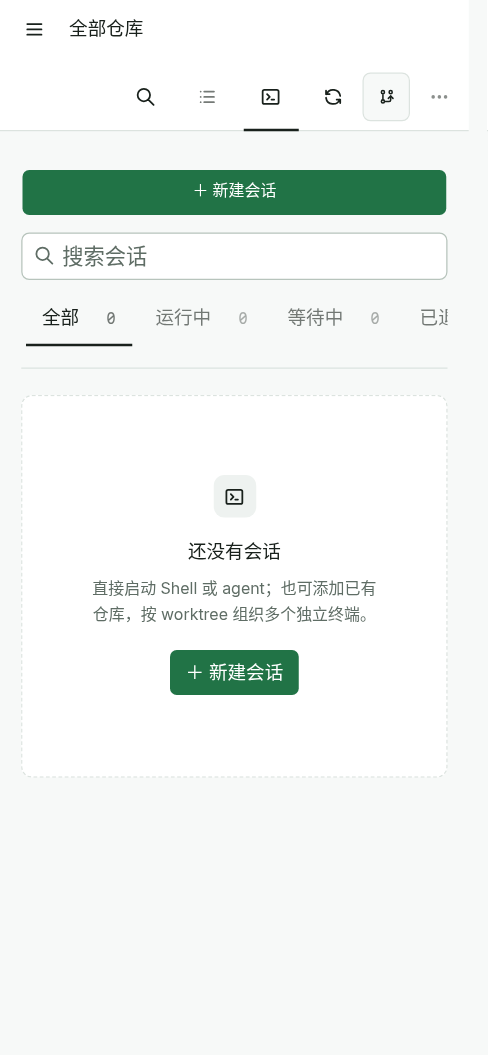 全部仓库
+ 新建会话
搜索会话
全部 0 运行中 0 等待中 0 已
还没有会话
直接启动 Shell 或 agent；也可添加已有
仓库，按 worktree 组织多个独立终端。
+ 新建会话